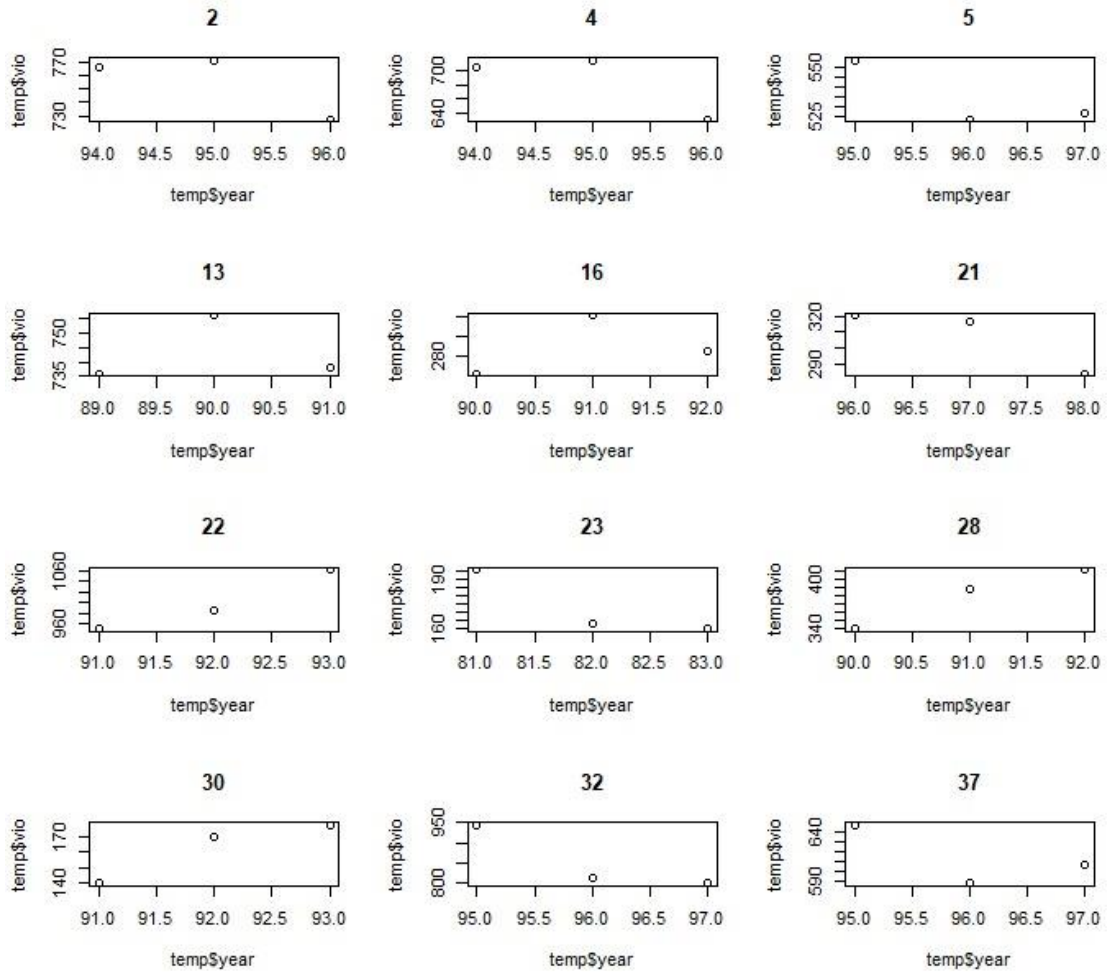 2 4 5
temp$vio 730 770 temp$vio 640 700 temp$vio 525 550
94.0 94.5 95.0 95.5 96.0 94.0 94.5 95.0 95.5 96.0 95.0 95.5 96.0 96.5 97.0
temp$year temp$year temp$year
13 16 21
temp$vio 735 750 temp$vio 280 temp$vio 290 320
89.0 89.5 90.0 90.5 91.0 90.0 90.5 91.0 91.5 92.0 96.0 96.5 97.0 97.5 98.0
temp$year temp$year temp$year
22 23 28
temp$vio 960 1060 temp$vio 160 190 temp$vio 340 400
91.0 91.5 92.0 92.5 93.0 81.0 81.5 82.0 82.5 83.0 90.0 90.5 91.0 91.5 92.0
temp$year temp$year temp$year
30 32 37
temp$vio 140 170 temp$vio 800 950 temp$vio 590 640
91.0 91.5 92.0 92.5 93.0 95.0 95.5 96.0 96.5 97.0 95.0 95.5 96.0 96.5 97.0
temp$year temp$year temp$year